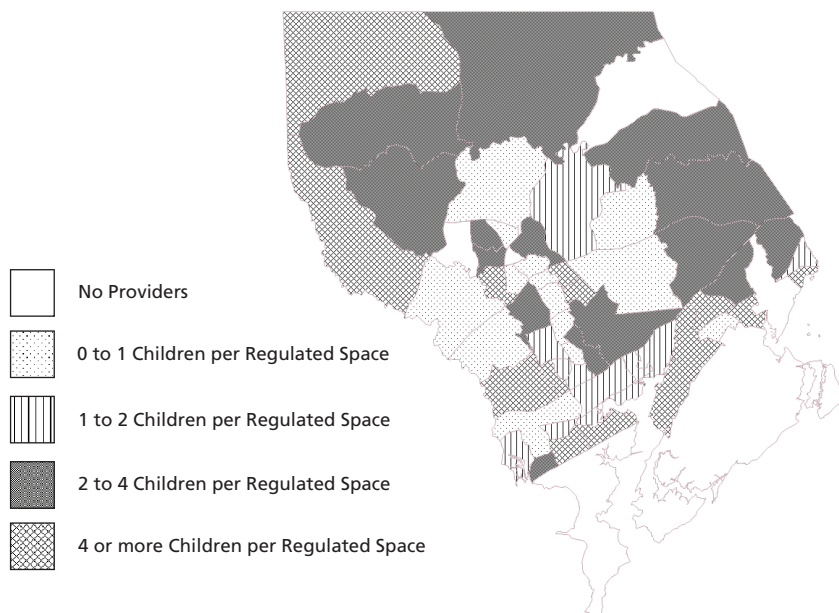 No Providers
0 to 1 Children per Regulated Space
1 to 2 Children per Regulated Space
2 to 4 Children per Regulated Space
4 or more Children per Regulated Space